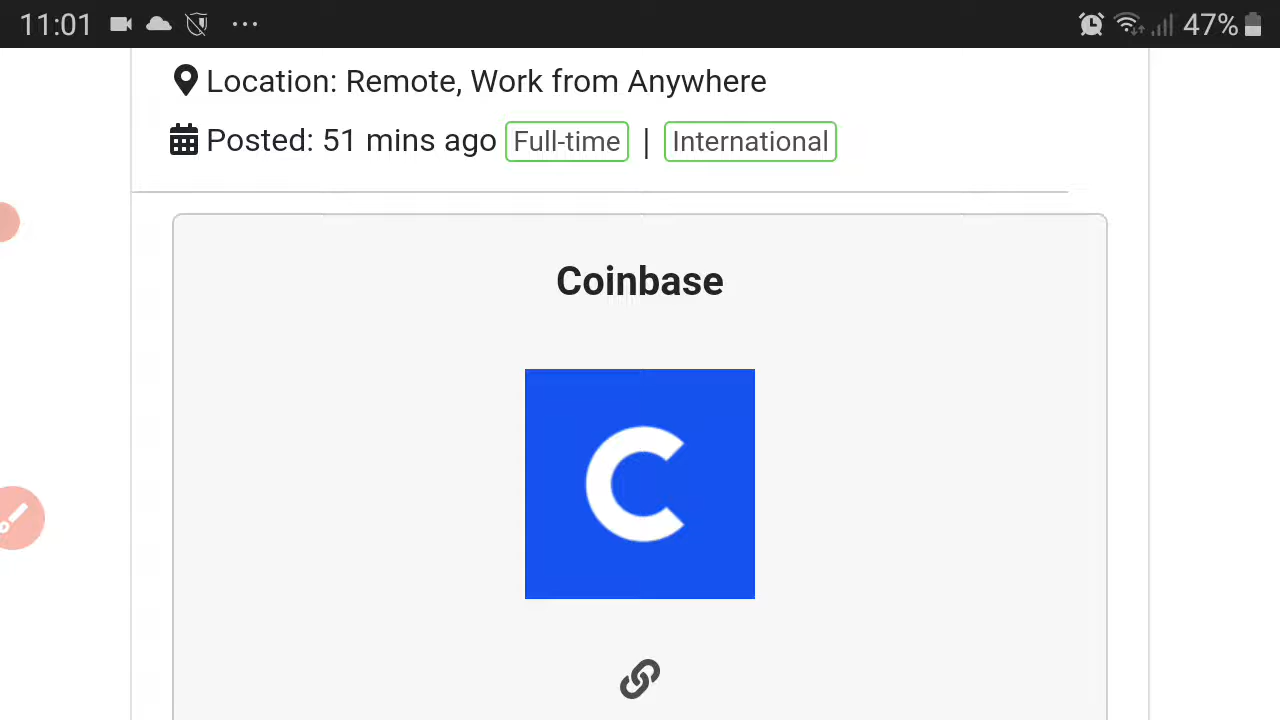 11:01 47%
Location: Remote, Work from Anywhere
Posted: 51 mins ago Full-time | International
Coinbase
C